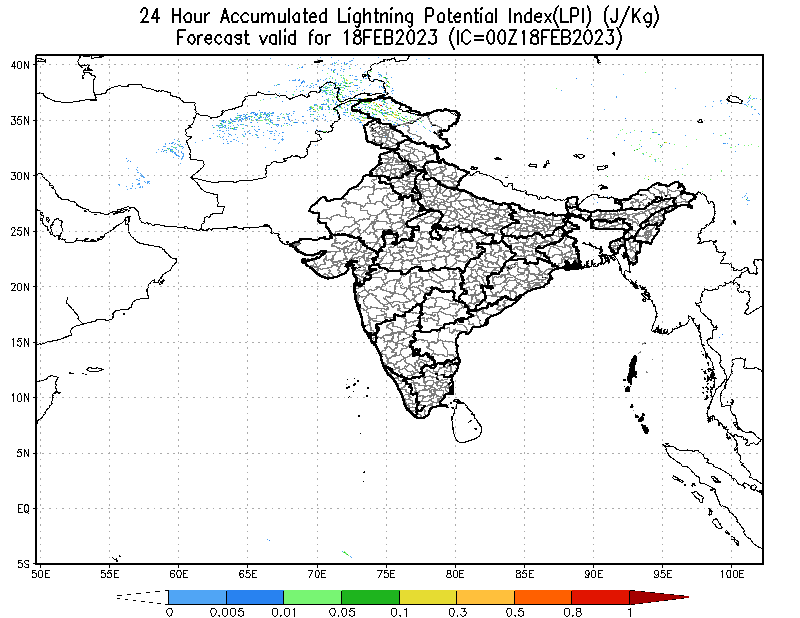 24 Hour Accumulated Lightning Potential Index(LPI) (J/Kg)
Forecast valid for 18FEB2023 (IC=00Z18FEB2023)
40N
35N
30N
25N
20N
15N
10N
5N
EQ
5S
50E 55E 60E 65E 70E 75E 80E 85E 90E 95E 100E
0 0.005 0.01 0.05 0.1 0.3 0.5 0.8 1